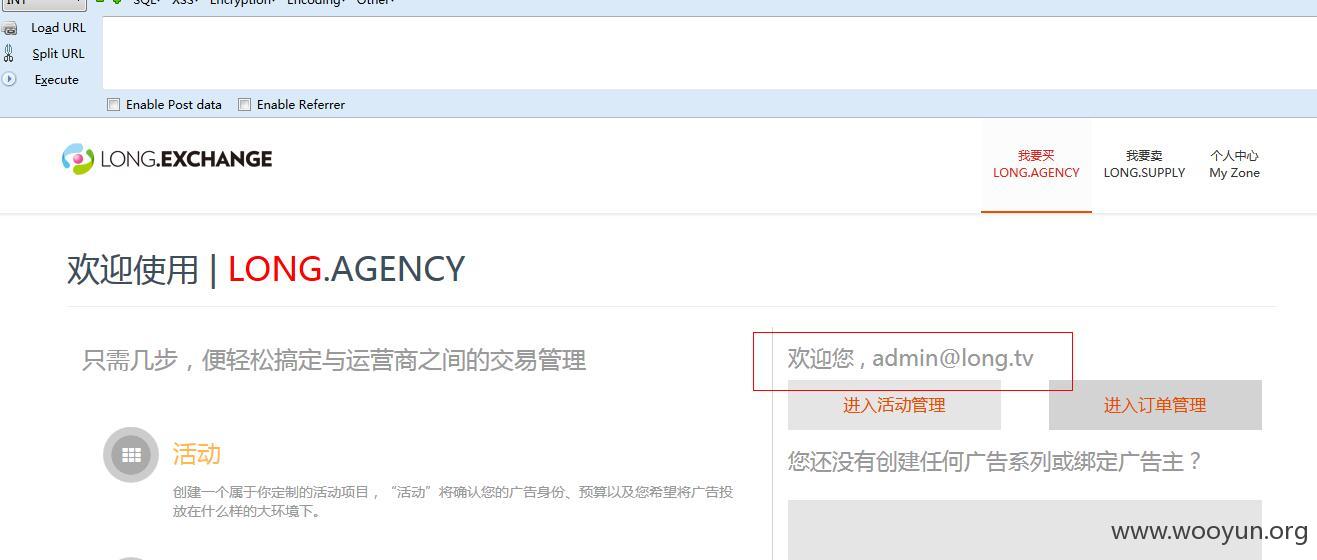 INT SQL XSS Encryption Encoding Other
Load URL
Split URL
Execute
Enable Post data Enable Referrer
LONG.EXCHANGE
我要买 我要卖 个人中心
LONG.AGENCY LONG.SUPPLY My Zone
欢迎使用 | LONG.AGENCY
只需几步，便轻松搞定与运营商之间的交易管理
欢迎您 , admin@long.tv
进入活动管理 进入订单管理
活动
创建一个属于你定制的活动项目，“活动”将确认您的广告身份、预算以及您希望将广告投
放在什么样的大环境下。
您还没有创建任何广告系列或绑定广告主？
www.wooyun.org